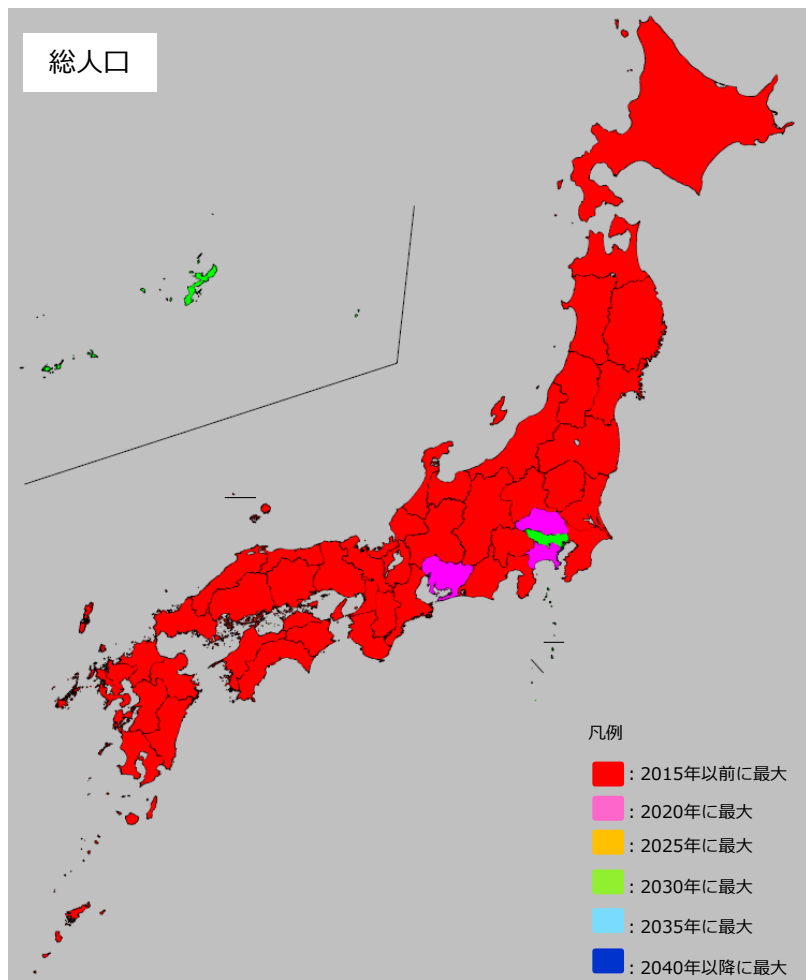 総人口
凡例
：2015年以前に最大
：2020年に最大
：2025年に最大
：2030年に最大
：2035年に最大
：2040年以降に最大